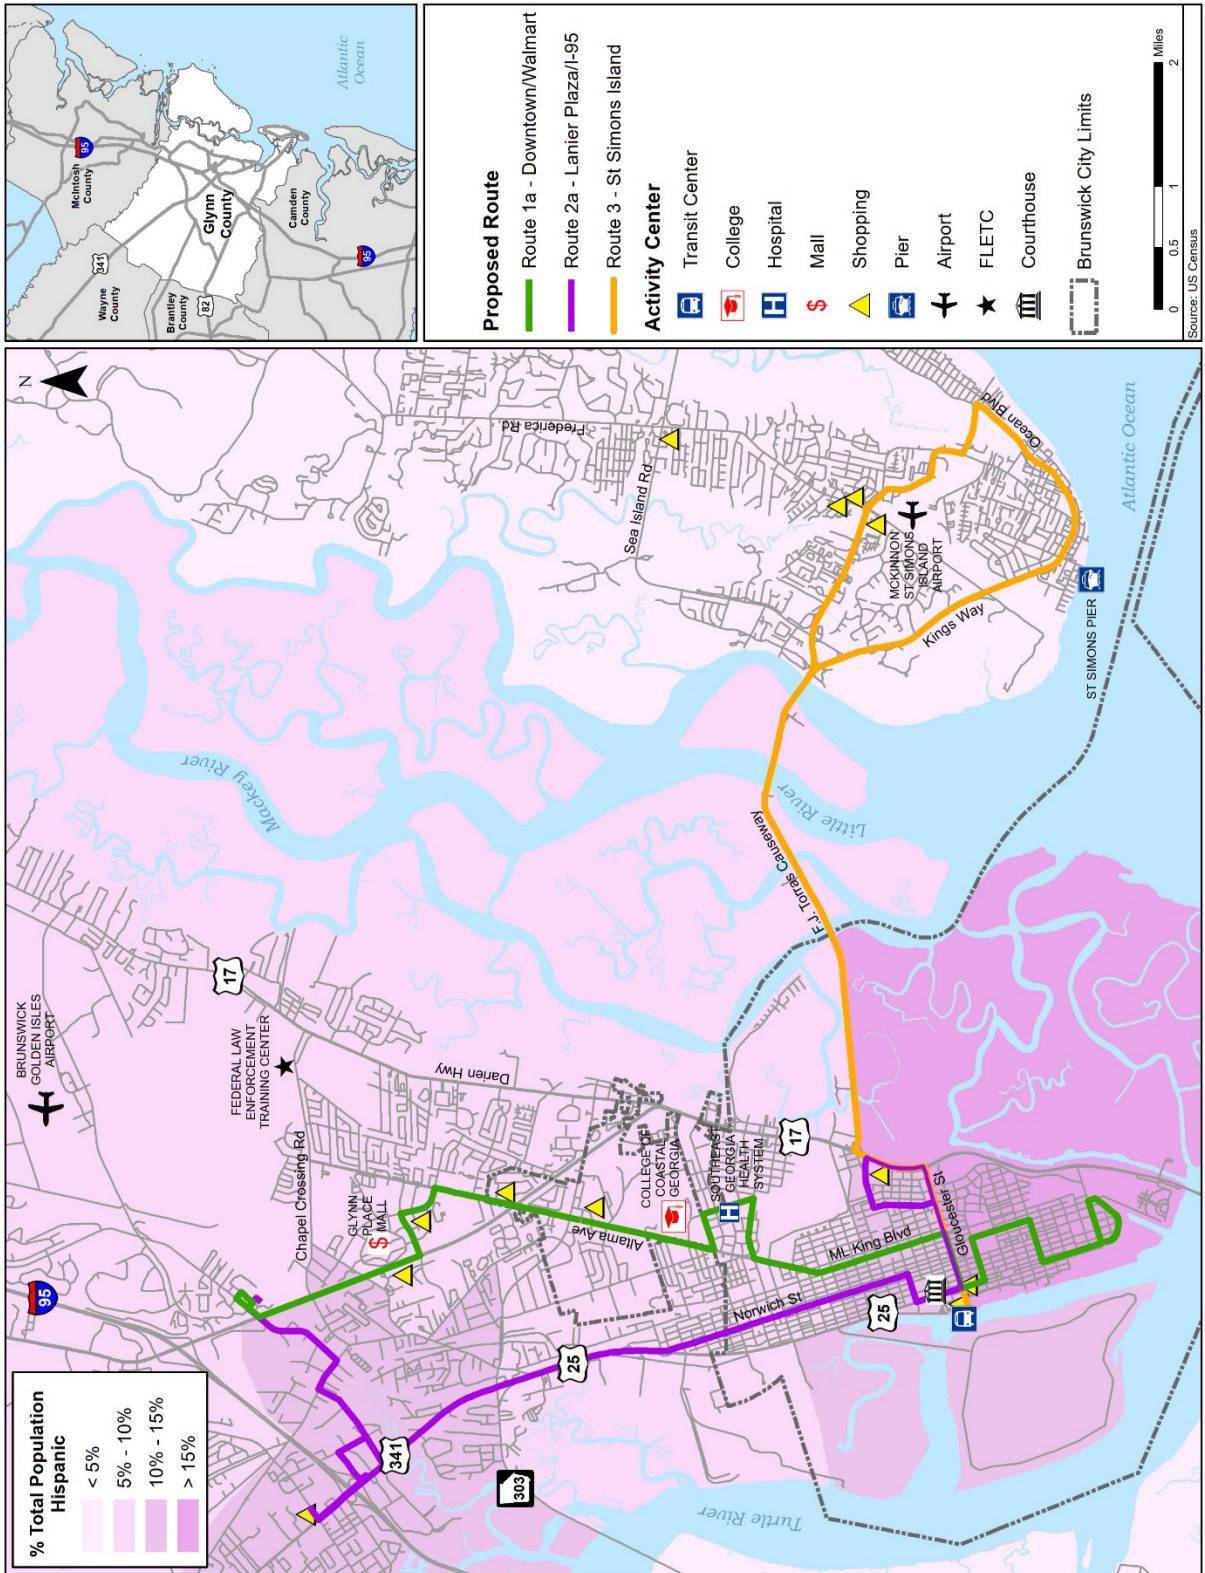 % Total Population
Hispanic
< 5%
5% - 10%
10% - 15%
> 15%
95
BRUNSWICK
GOLDEN ISLES
AIRPORT
17
FEDERAL LAW
ENFORCEMENT
TRAINING CENTER
Chapel Crossing Rd
Darien Hwy
GLYNN
PLACE
MALL
$
341
303
25
Altama Ave
COLLEGE OF
COASTAL
GEORGIA
SOUTHEAST
GEORGIA
HEALTH
SYSTEM
H
17
Norwich St
ML King Blvd
25
Gloucester St
Turtle River
Mackey River
Little River
F.J. Torras Causeway
N
Frederica Rd
Sea Island Rd
MCKINNON
ST SIMONS
ISLAND
AIRPORT
Kings Way
Ocean Blvd
ST SIMONS PIER
Atlantic Ocean
McIntosh
County
95
341
Wayne
County
Glynn
County
Brantley
County
82
Camden
County
95
Atlantic
Ocean
Proposed Route
Route 1a - Downtown/Walmart
Route 2a - Lanier Plaza/I-95
Route 3 - St Simons Island
Activity Center
Transit Center
College
H Hospital
$ Mall
Shopping
Pier
Airport
FLETC
Courthouse
Brunswick City Limits
0 0.5 1 2
Miles
Source: US Census